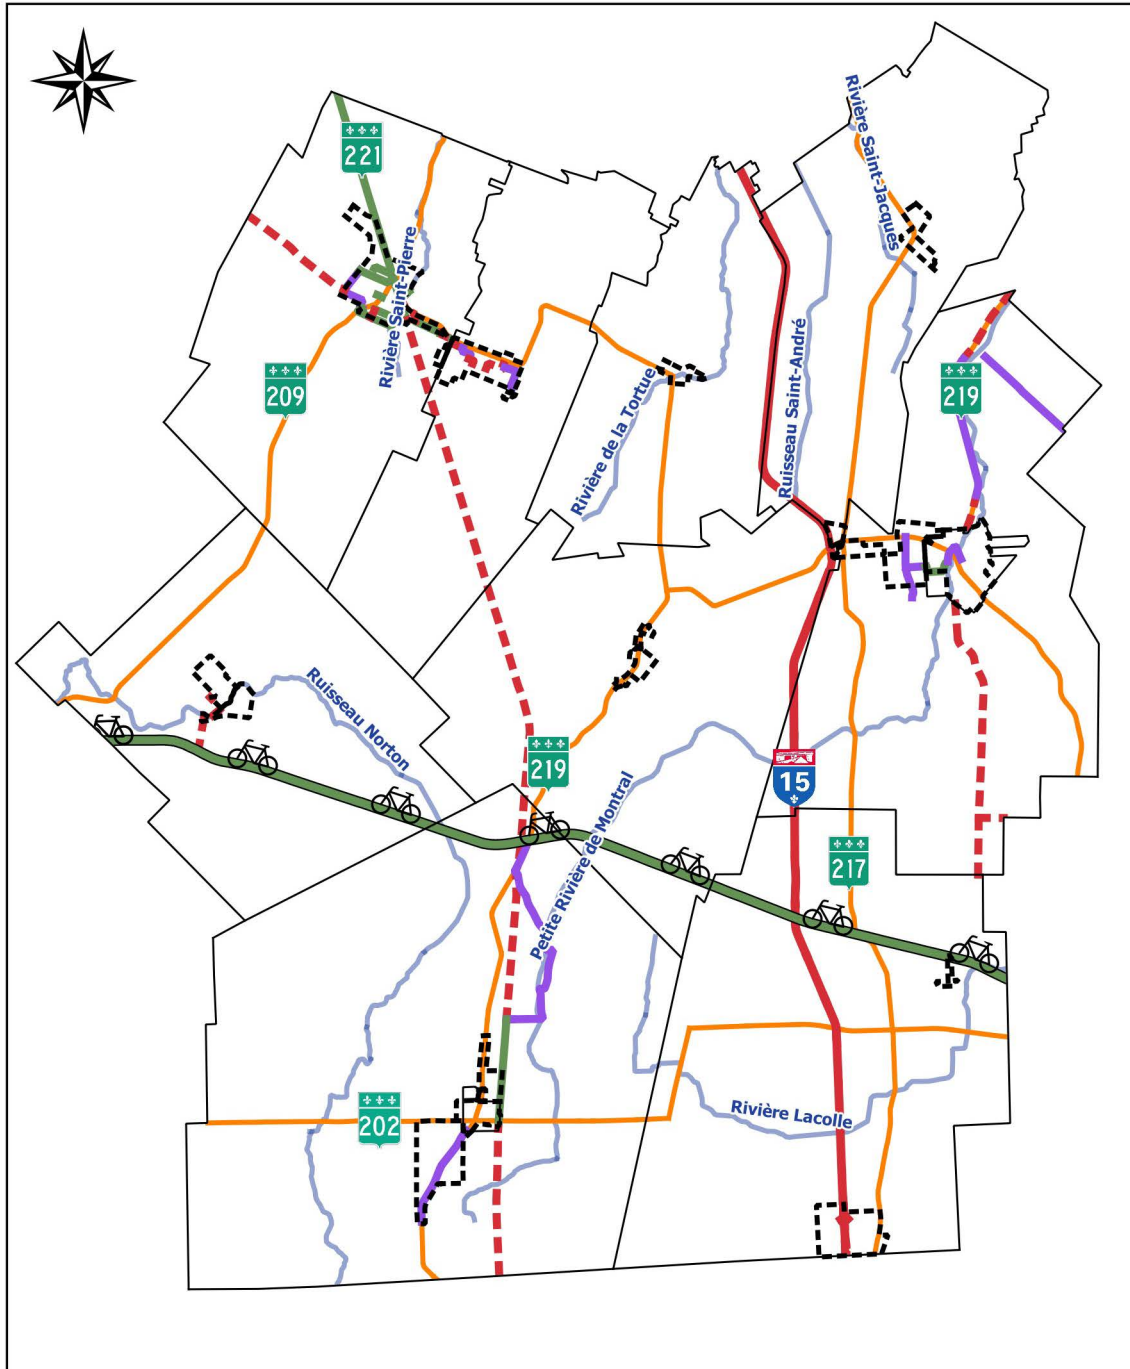 Rivière Saint-Jacques
221
Rivière Saint-Pierre
209
Rivière de la Tortue
Ruisseau Saint-André
219
Ruisseau Norton
219
15
Petite Rivière de Montral
217
202
Rivière Lacolle